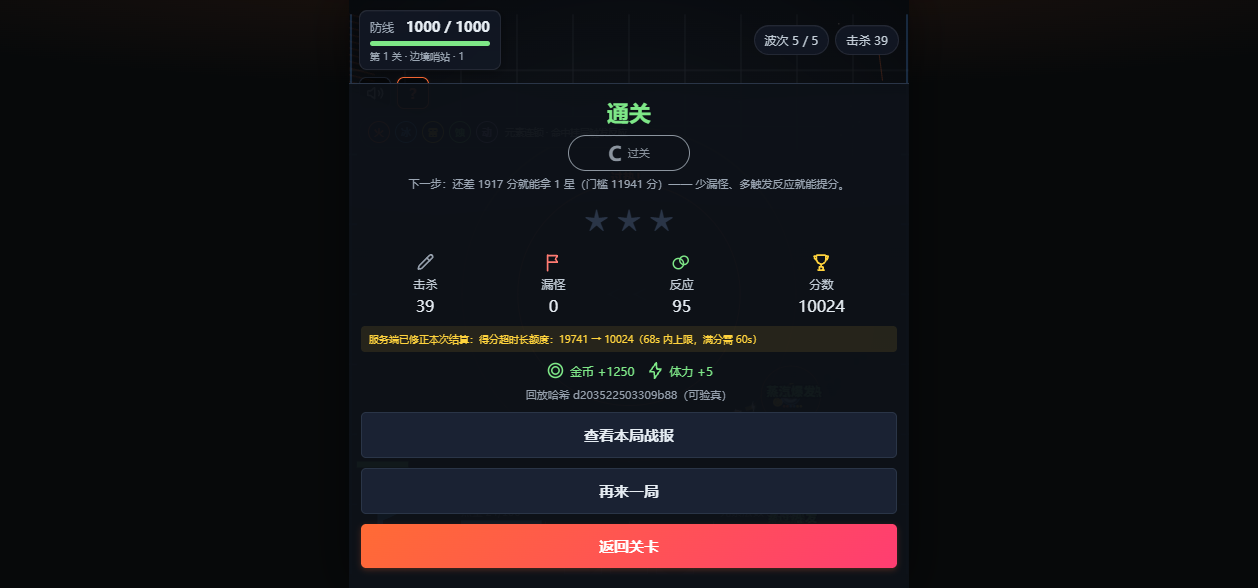 防线 1000 / 1000
第 1 关 · 边境哨站 · 1
波次 5 / 5
击杀 39
?
通关
C 过关
下一步：还差 1917 分就能拿 1 星（门槛 11941 分）—— 少漏怪、多触发反应就能提分。
击杀 漏怪 反应 分数
39 0 95 10024
服务端已修正本次结算：得分超时长额度：19741 → 10024（68s 内上限，满分需 60s）
金币 +1250 体力 +5
回放哈希 d203522503309b88（可验真）
查看本局战报
再来一局
返回关卡